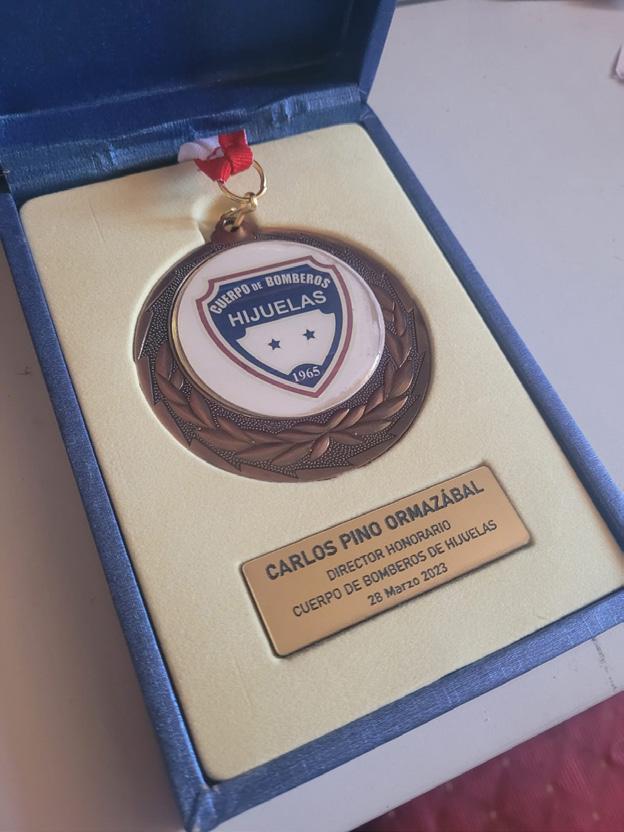 CUERPO DE BOMBEROS
HIJUELAS
1965
CARLOS PINO ORMAZÁBAL
DIRECTOR HONORARIO
CUERPO DE BOMBEROS DE HIJUELAS
28 Marzo 2023